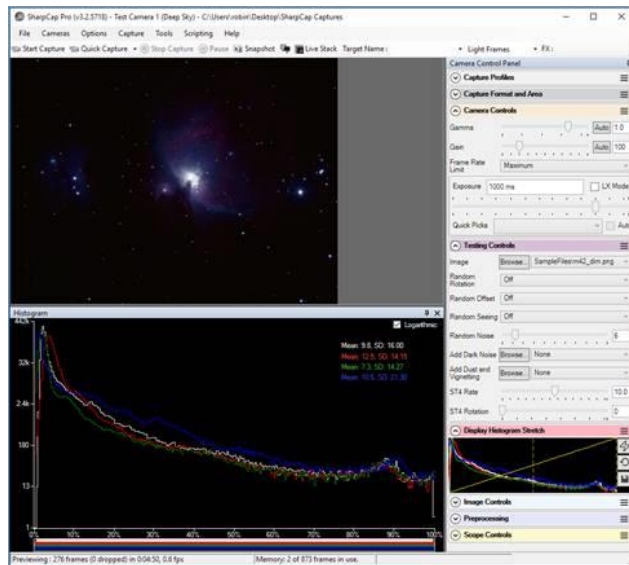 SharpCap Pro (v3.2.5718) - Test Camera 1 (Deep Sky) - C:\Users\robin\Desktop\SharpCap Captures
File Cameras Options Capture Tools Scripting Help
Start Capture Quick Capture Stop Capture Pause Snapshot Live Stack Target Name: Light Frames FX:
Camera Control Panel
Capture Profiles
Capture Format and Area
Camera Controls
Gamma Auto 1.0
Gain Auto 100
Frame Rate Limit Maximum
Exposure 1000 ms LX Mode
Quick Picks Auto
Testing Controls
Image Browse... SampleFiles\m42_dim.png
Random Rotation Off
Random Offset Off
Random Seeing Off
Random Noise 6
Add Dark Noise Browse... None
Add Dust and Vignetting Browse... None
ST4 Rate 10.0
ST4 Rotation 0
Display Histogram Stretch
Image Controls
Preprocessing
Scope Controls
Histogram
Logarithmic
442k
32k
2.4k
180
13
1
Mean: 9.8, SD: 16.00
Mean: 12.5, SD: 14.15
Mean: 7.3, SD: 14.27
0% 10% 20% 30% 40% 50% 60% 70% 80% 90% 100%
Previewing : 276 frames (0 dropped) in 0:04:50, 0.6 fps Memory: 2 of 873 frames in use.